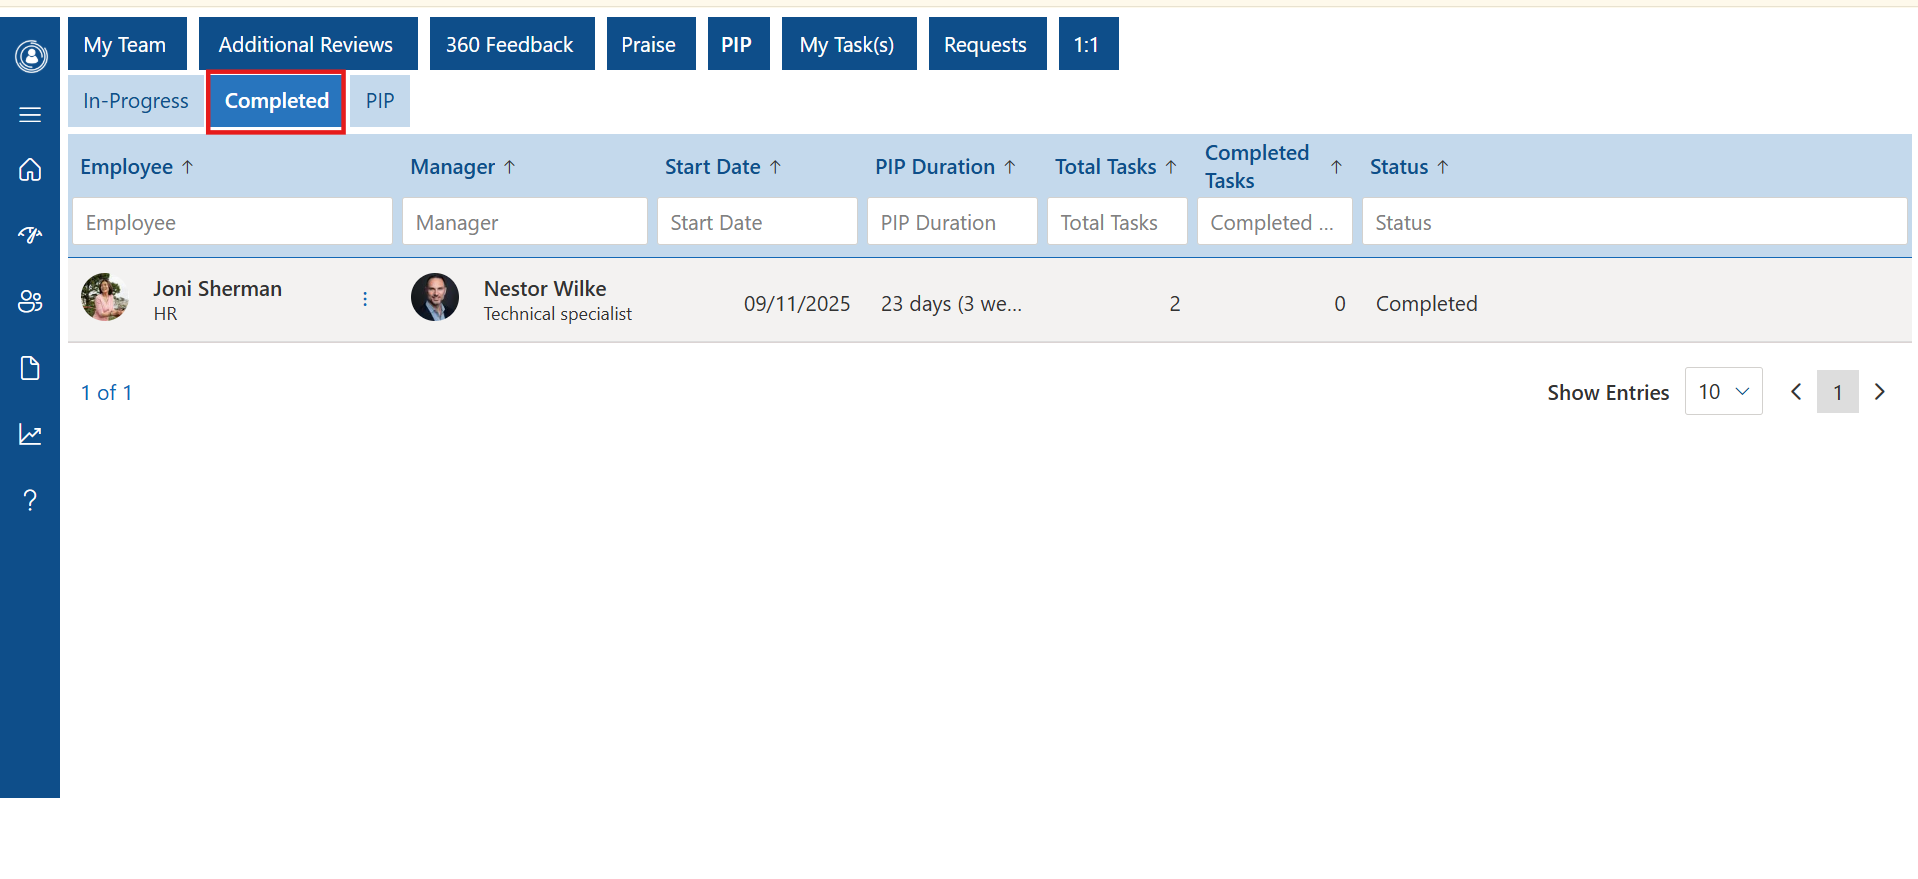 My Team Additional Reviews 360 Feedback Praise PIP My Task(s) Requests 1:1
In-Progress Completed PIP
Employee ↑ Manager ↑ Start Date ↑ PIP Duration ↑ Total Tasks ↑ Completed Tasks ↑ Status ↑
Employee Manager Start Date PIP Duration Total Tasks Completed ... Status
Joni Sherman Nestor Wilke 09/11/2025 23 days (3 we... 2 0 Completed
HR Technical specialist
1 of 1 Show Entries 10 1